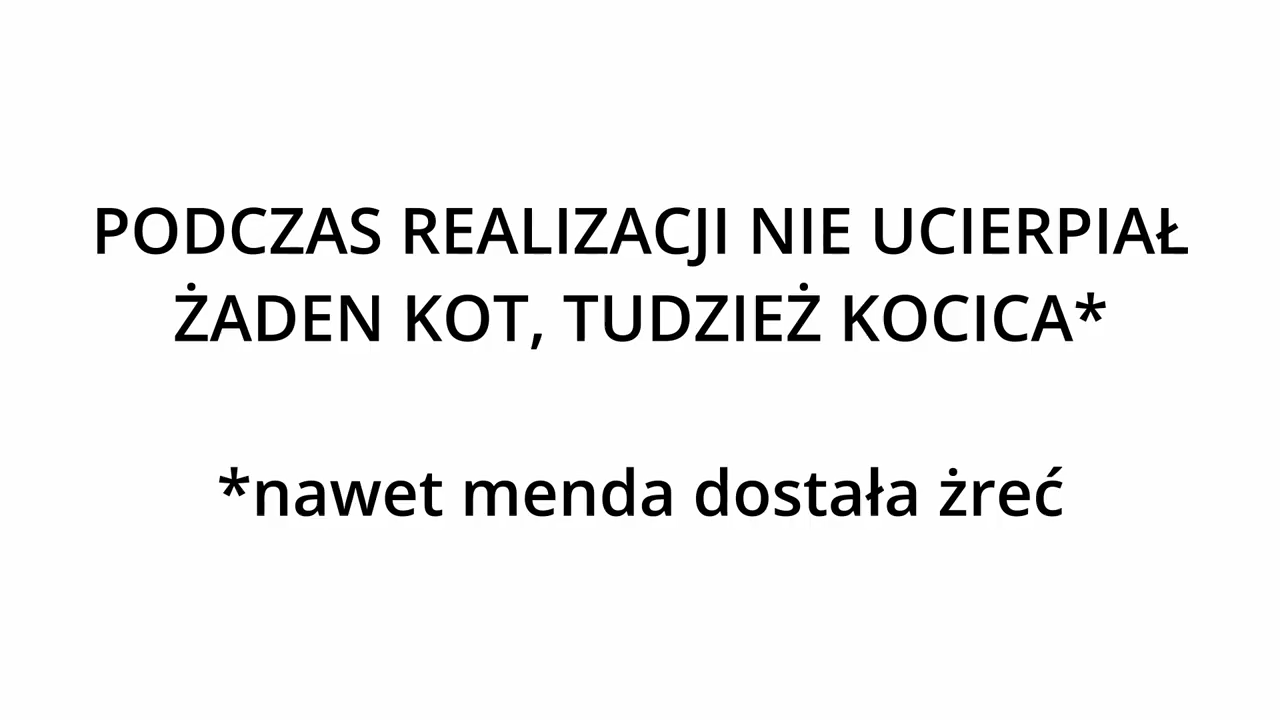 PODCZAS REALIZACJI NIE UCIERPIAŁ
ŻADEN KOT, TUDZIEŻ KOCICA*
*nawet menda dostała żreć